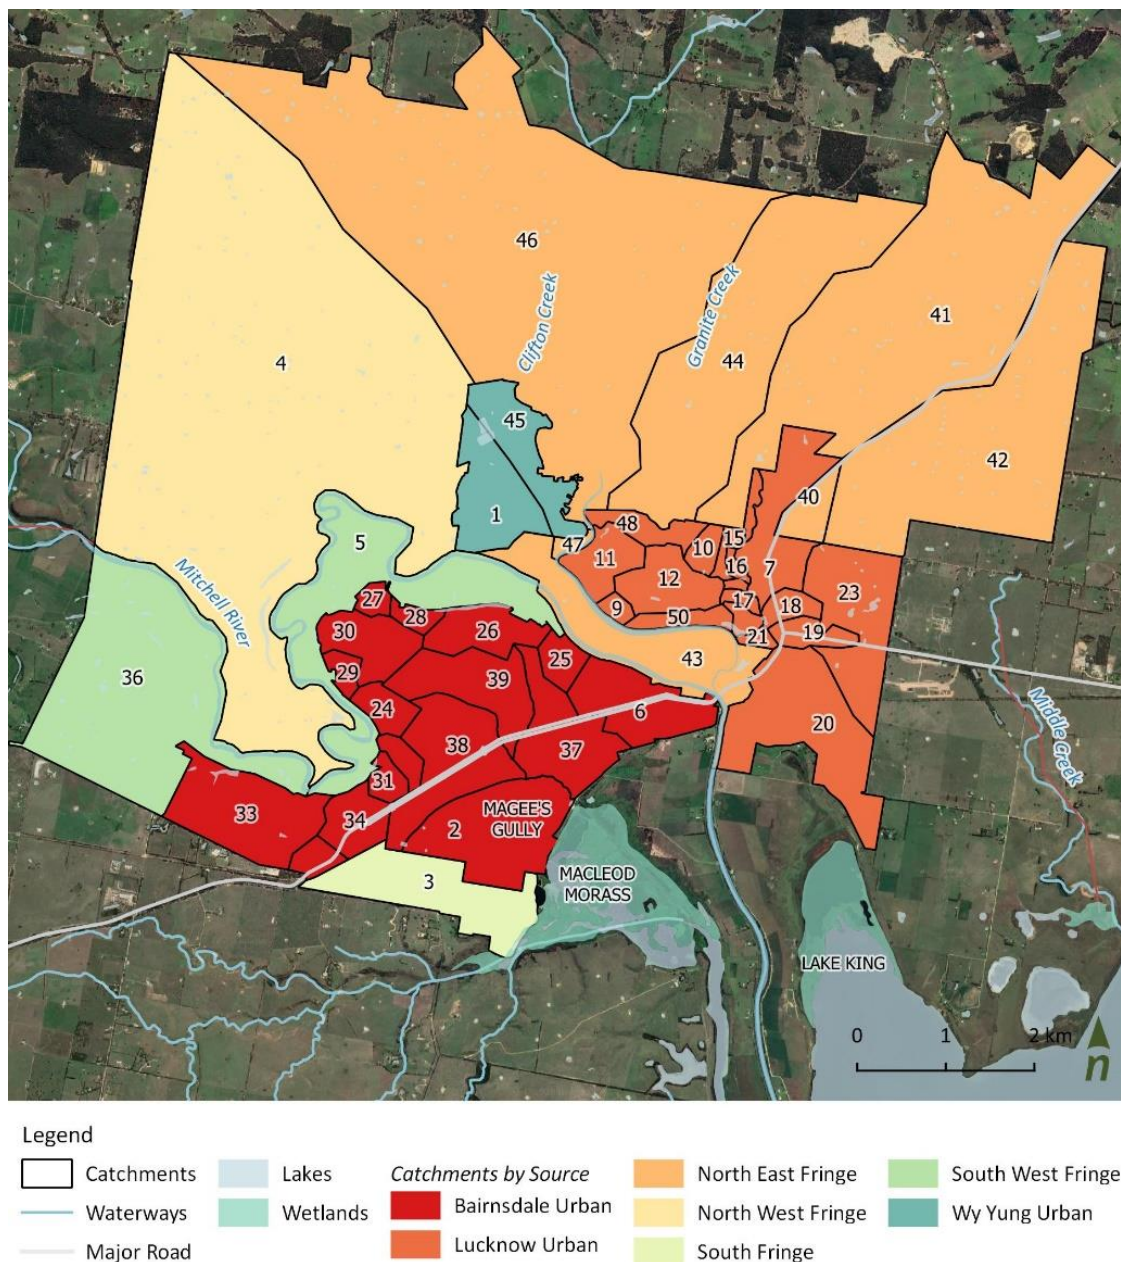 46
41
4
Clifton Creek
Granite Creek
44
45
42
40
1
48
15
5
47
11
10
16
7
12
23
27
17
18
9
28
50
30
26
21
19
Mitchell River
25
43
29
39
36
24
6
20
38
37
Middle Creek
31
33
34
MAGEE'S
GULLY
2
3
MACLEOD
MORASS
LAKE KING
0 1 2 km
n
Legend
Catchments
Waterways
Major Road
Lakes
Wetlands
Catchments by Source
Bairnsdale Urban
Lucknow Urban
North East Fringe
North West Fringe
South Fringe
South West Fringe
Wy Yung Urban